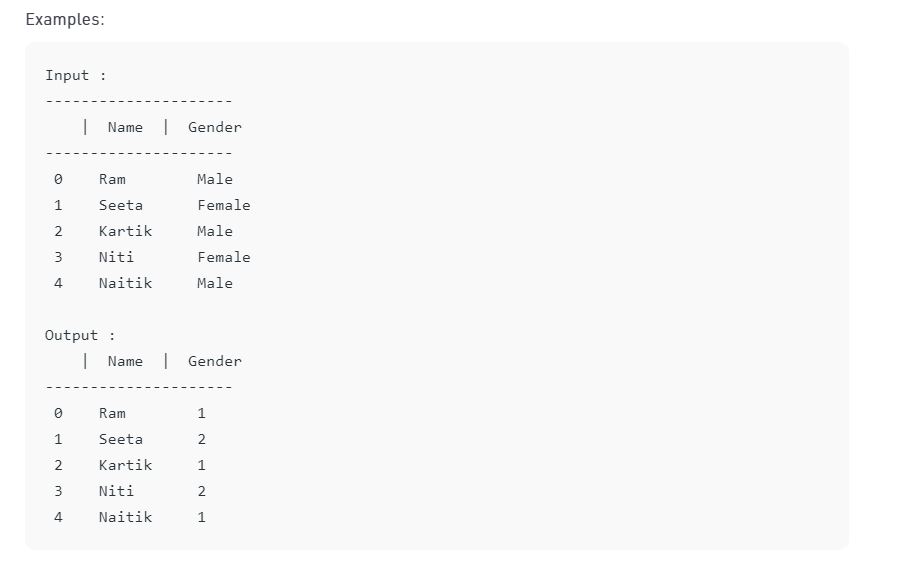 Examples:
Input :
---------------------
    |  Name  |  Gender
---------------------
 0    Ram        Male
 1    Seeta      Female
 2    Kartik     Male
 3    Niti       Female
 4    Naitik     Male
Output :
    |  Name  |  Gender
---------------------
 0    Ram        1
 1    Seeta      2
 2    Kartik     1
 3    Niti       2
 4    Naitik     1